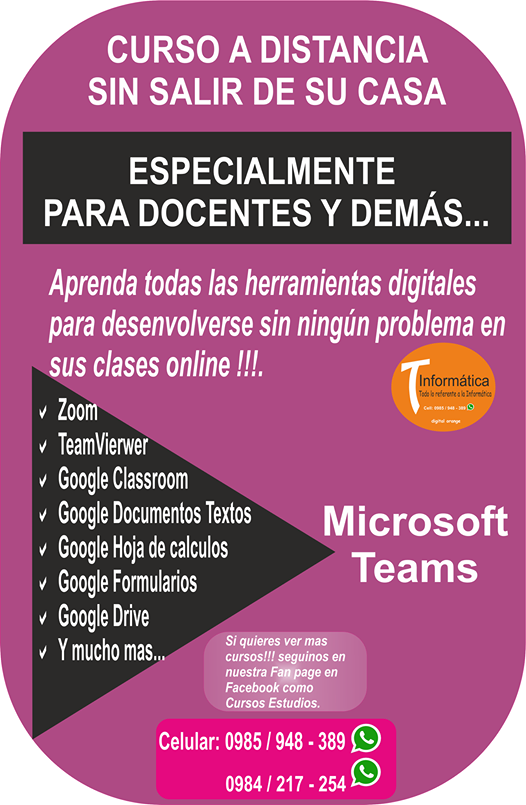 CURSO A DISTANCIA
SIN SALIR DE SU CASA
ESPECIALMENTE
PARA DOCENTES Y DEMÁS...
Aprenda todas las herramientas digitales
para desenvolverse sin ningún problema en
sus clases online !!!.
T Informática
Todo lo referente a la Informática
Cell: 0985 / 948 - 389
digital orange
Zoom
TeamVierwer
Google Classroom
Google Documentos Textos
Google Hoja de calculos
Google Formularios
Google Drive
Y mucho mas...
Microsoft
Teams
Si quieres ver mas
cursos!!! seguinos en
nuestra Fan page en
Facebook como
Cursos Estudios.
Celular: 0985 / 948 - 389
0984 / 217 - 254